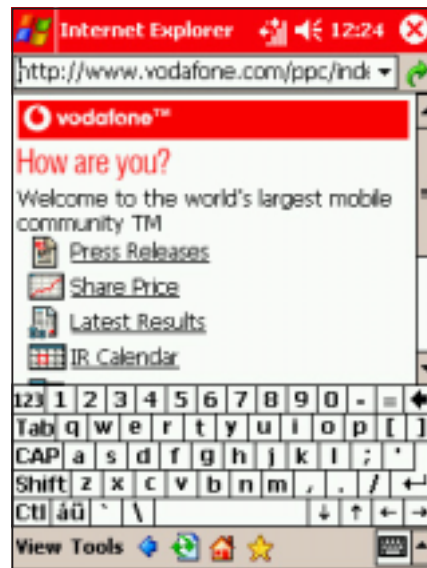 Internet Explorer 12:24
http://www.vodafone.com/ppc/inde
vodafone™
How are you?
Welcome to the world's largest mobile
community TM
Press Releases
Share Price
Latest Results
IR Calendar
123 1 2 3 4 5 6 7 8 9 0 - =
Tab q w e r t y u i o p [ ]
CAP a s d f g h j k l ; '
Shift z x c v b n m , . /
Ctl áü ` \
View Tools